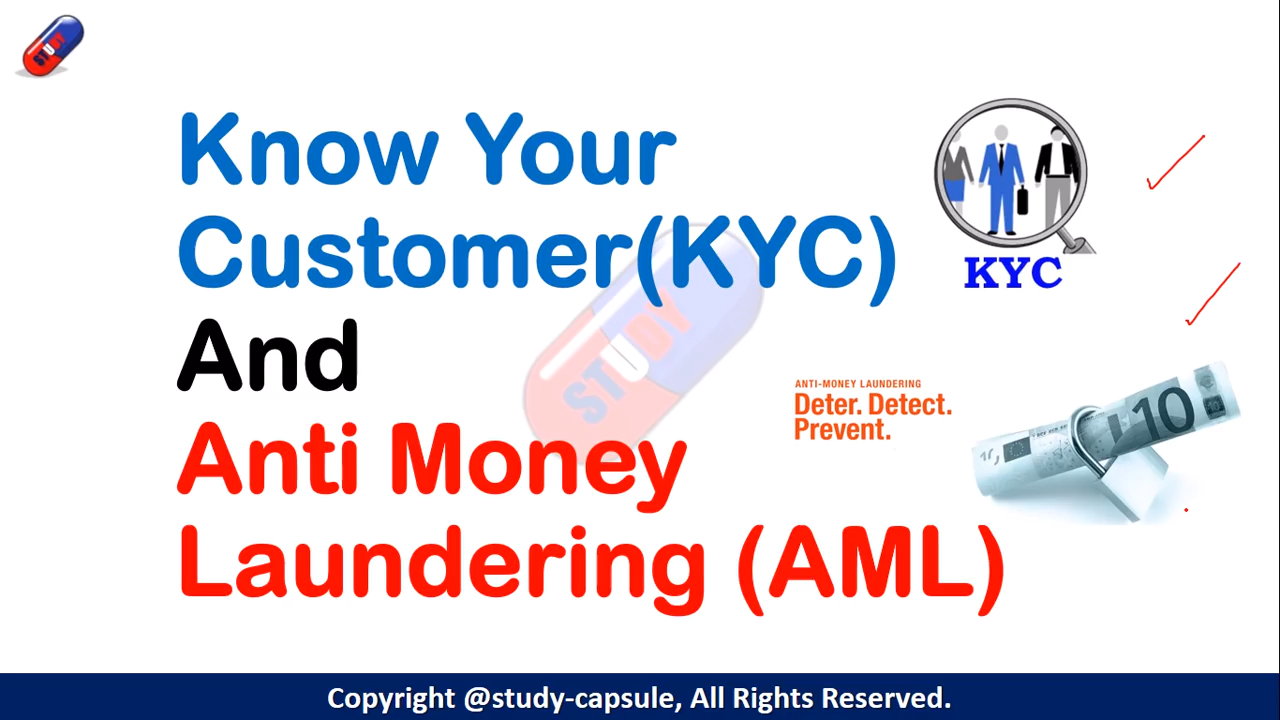 STUDY
Know Your
Customer(KYC)
And
Anti Money
Laundering (AML)
KYC
ANTI-MONEY LAUNDERING
Deter. Detect.
Prevent.
10
STUDY
Copyright @study-capsule, All Rights Reserved.